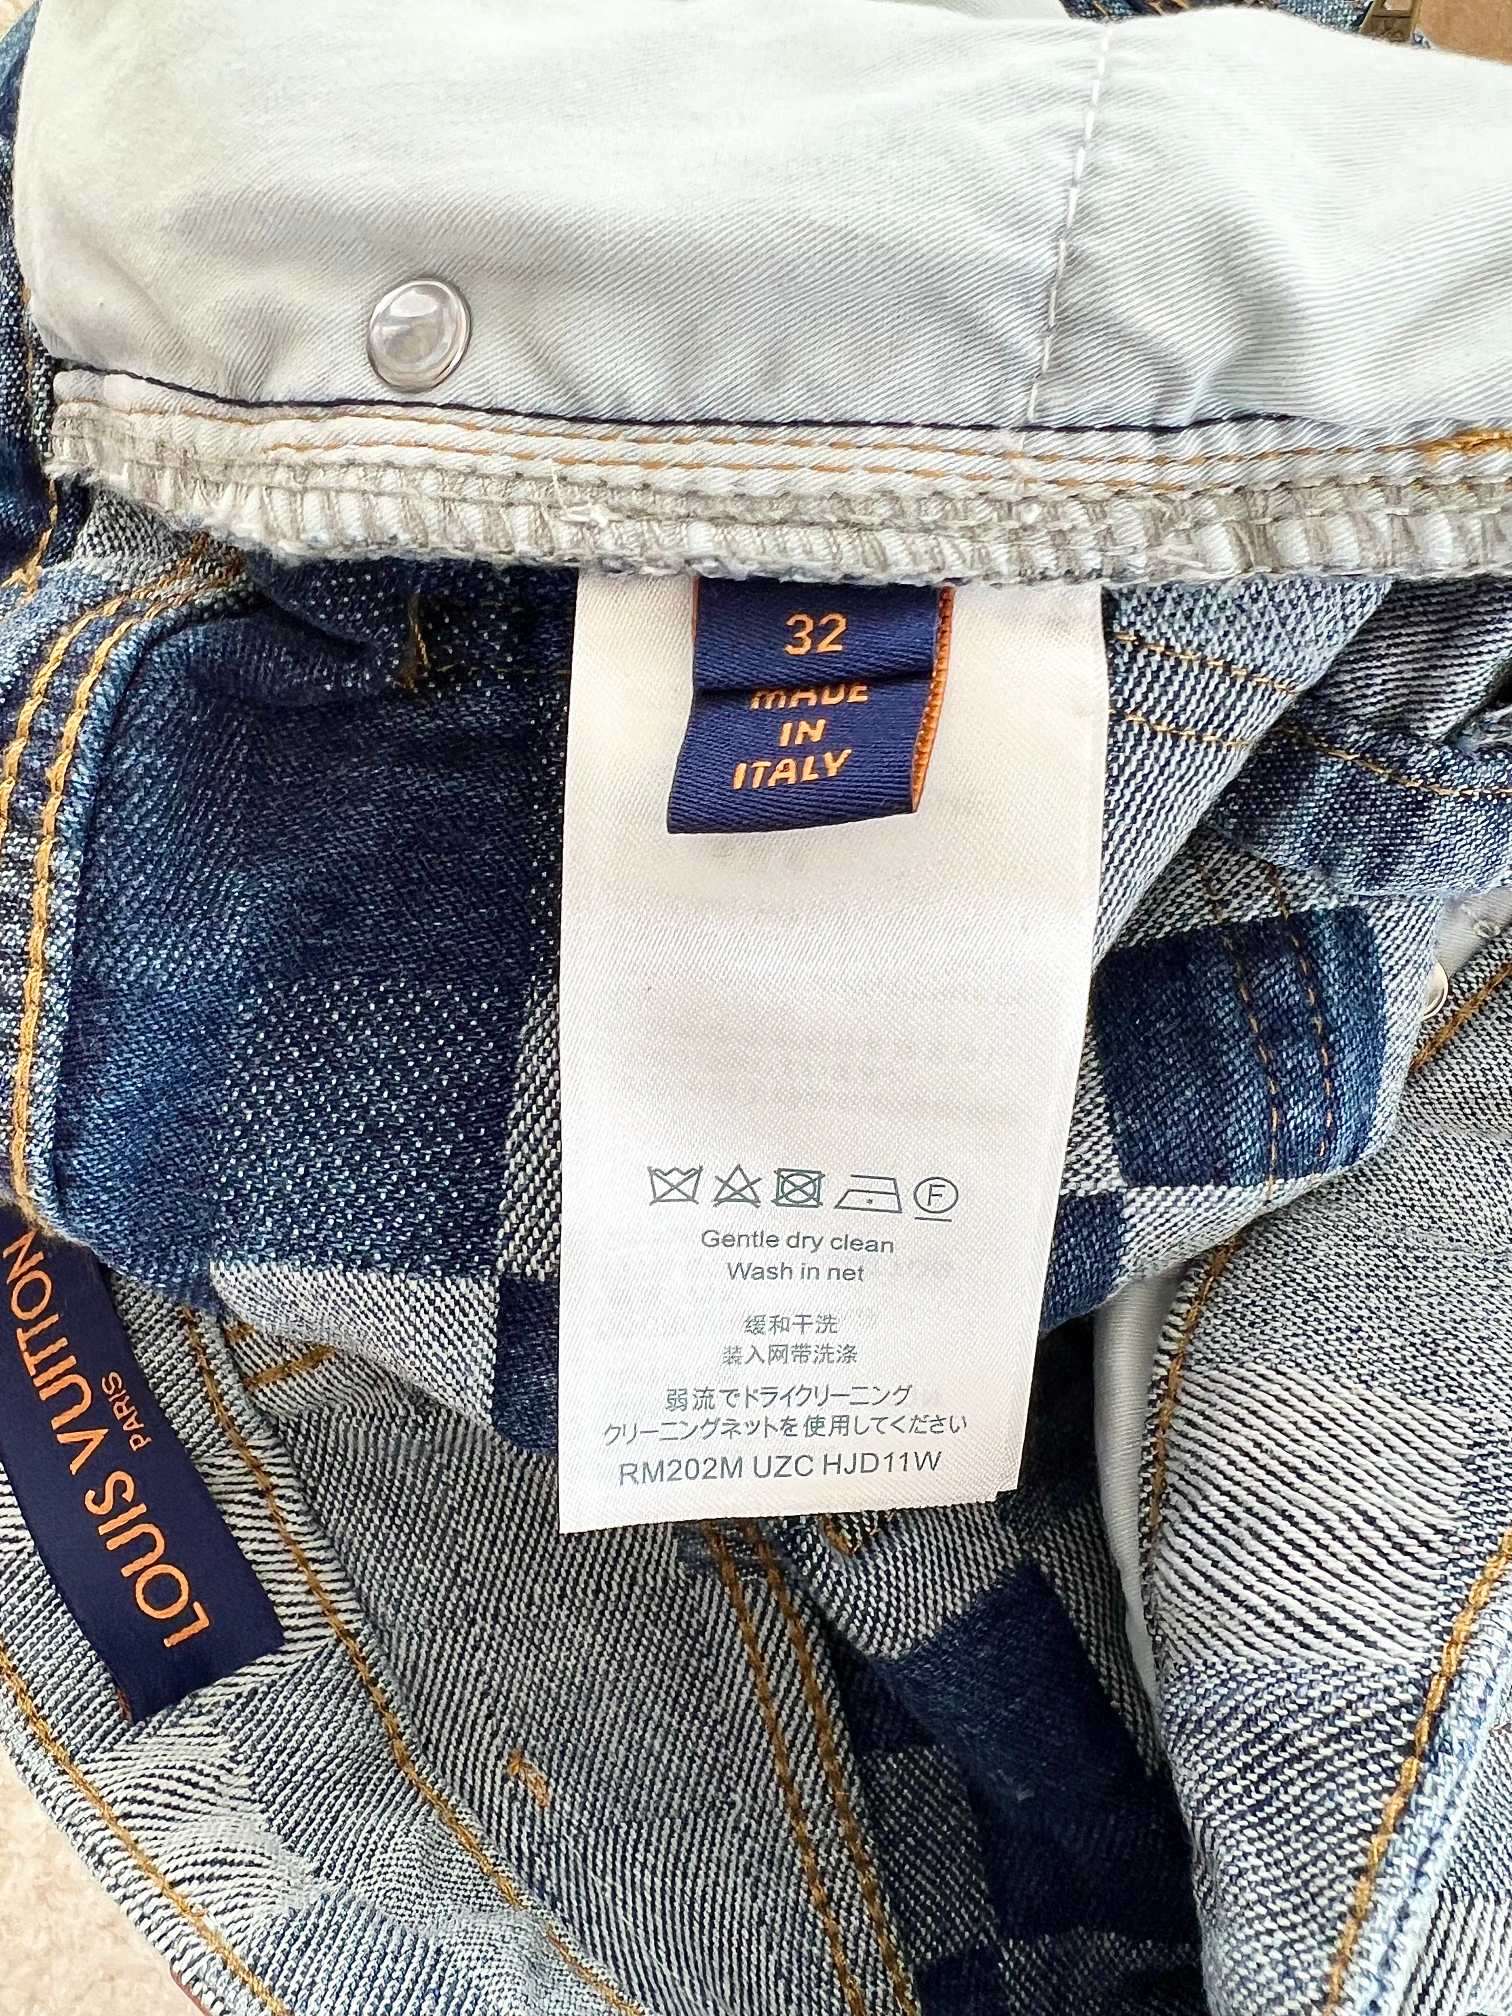 32
MADE
IN
ITALY
F
Gentle dry clean
Wash in net
缓和干洗
装入网带洗涤
弱流でドライクリーニング
クリーニングネットを使用してください
RM202M UZC HJD11W
LOUIS VUITTON
PARIS